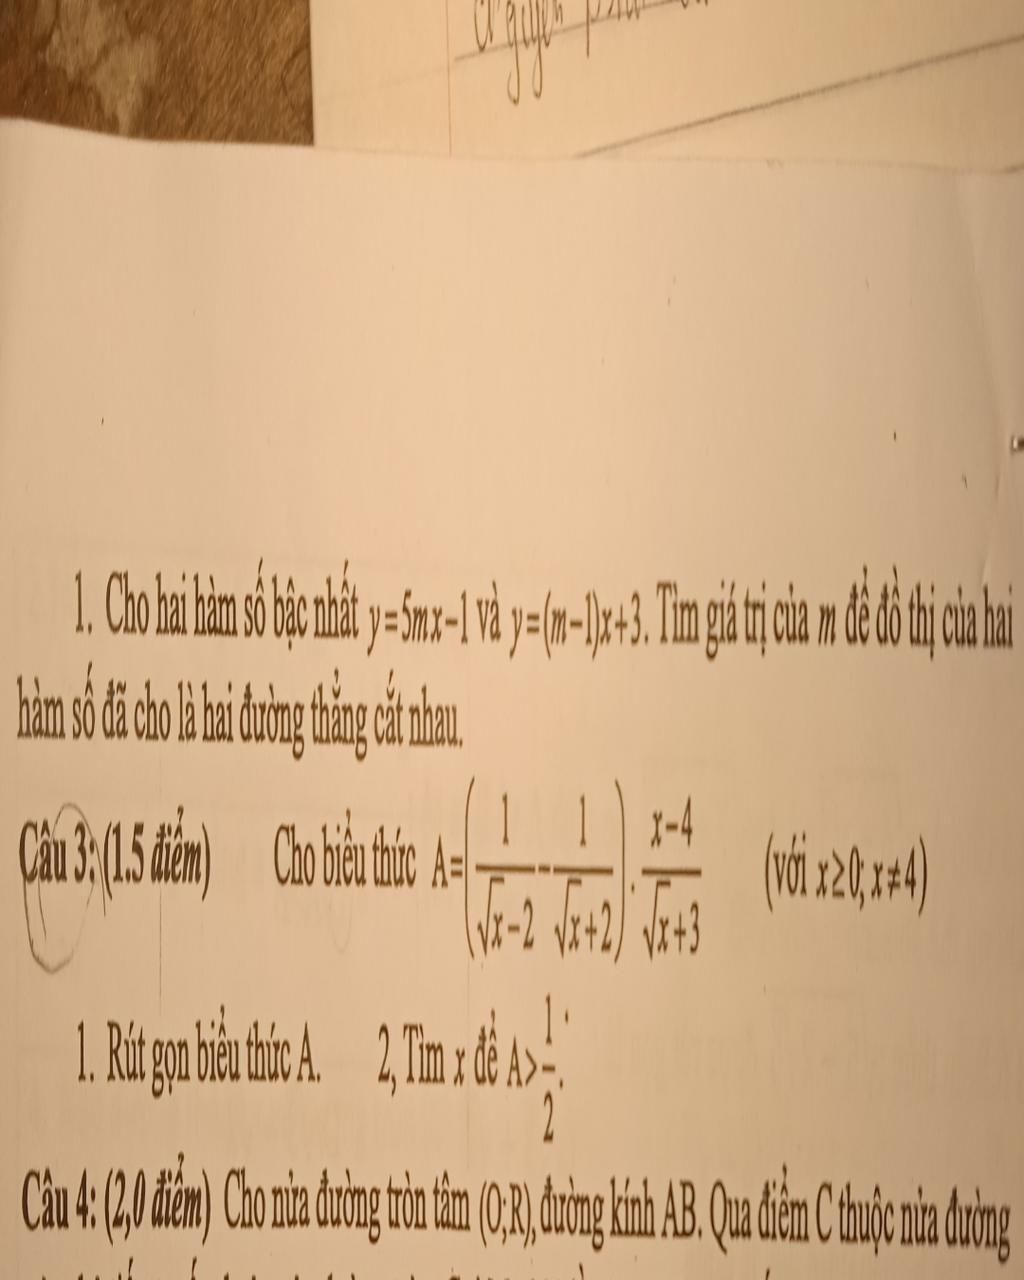 1. Cho hai hàm số bậc nhất y=5mx−1 và y=(m−1)x+3. Tìm giá trị của m để đồ thị của hai
hàm số đã cho là hai đường thẳng cắt nhau.
Câu 3: (1.5 điểm) Cho biểu thức A=(1/(√x−2) − 1/(√x+2)) · (x−4)/(√x+3) (với x≥0; x≠4)
1. Rút gọn biểu thức A. 2, Tìm x để A>1/2.
Câu 4: (2,0 điểm) Cho nửa đường tròn tâm (O;R), đường kính AB. Qua điểm C thuộc nửa đường